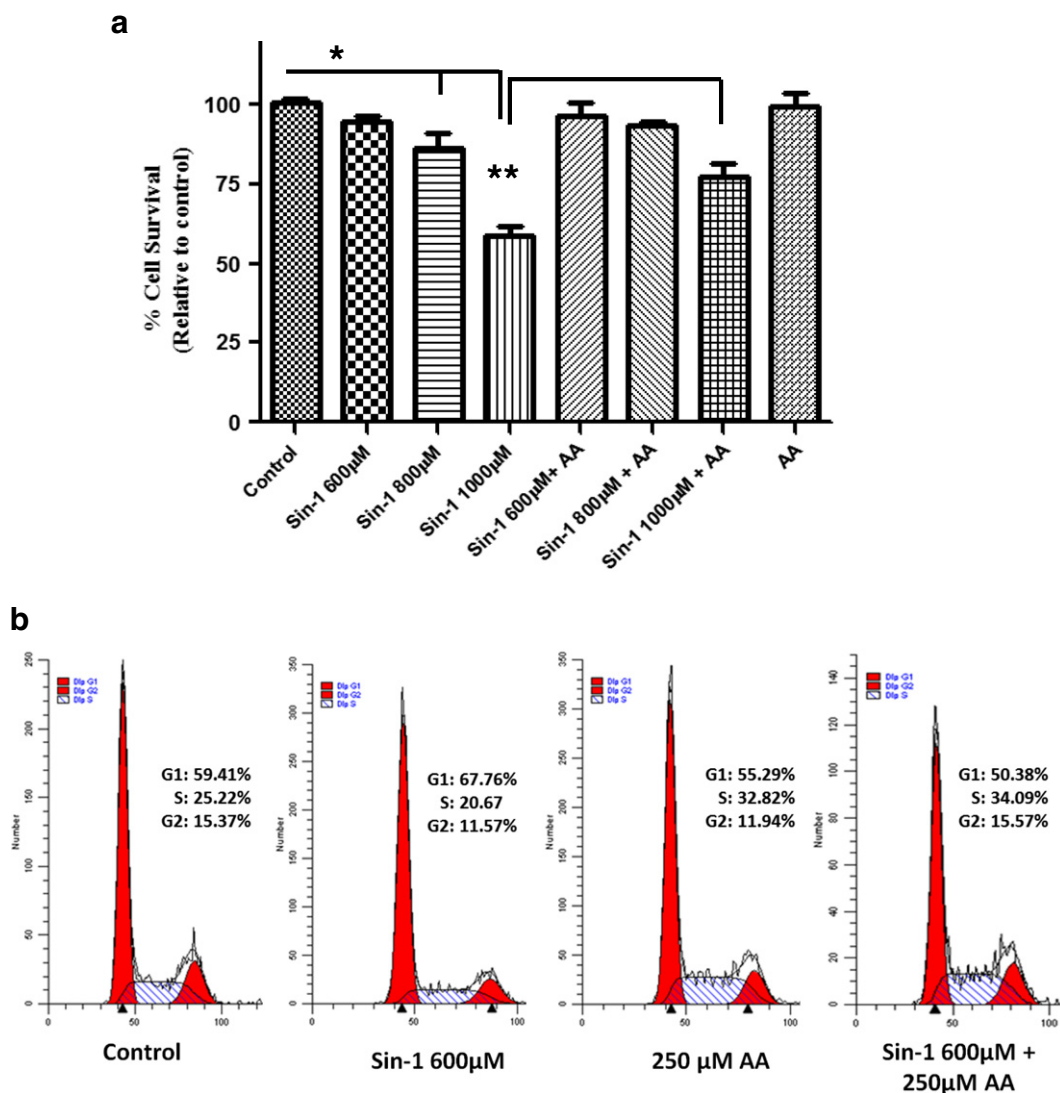 a
*
**
% Cell Survival
(Relative to control)
100
75
50
25
0
Control
Sin-1 600µM
Sin-1 800µM
Sin-1 1000µM
Sin-1 600µM+ AA
Sin-1 800µM + AA
Sin-1 1000µM + AA
AA
b
Number
250
200
150
100
50
0
Dip G1
Dip G2
Dip S
G1: 59.41%
S: 25.22%
G2: 15.37%
0
50
100
Control
Number
350
300
250
200
150
100
50
0
Dip G1
Dip G2
Dip S
G1: 67.76%
S: 20.67
G2: 11.57%
0
50
100
Sin-1 600µM
Number
350
300
250
200
150
100
50
0
Dip G1
Dip G2
Dip S
G1: 55.29%
S: 32.82%
G2: 11.94%
0
50
100
250 µM AA
Number
140
120
100
80
60
40
20
0
Dip G1
Dip G2
Dip S
G1: 50.38%
S: 34.09%
G2: 15.57%
0
50
100
Sin-1 600µM +
250µM AA